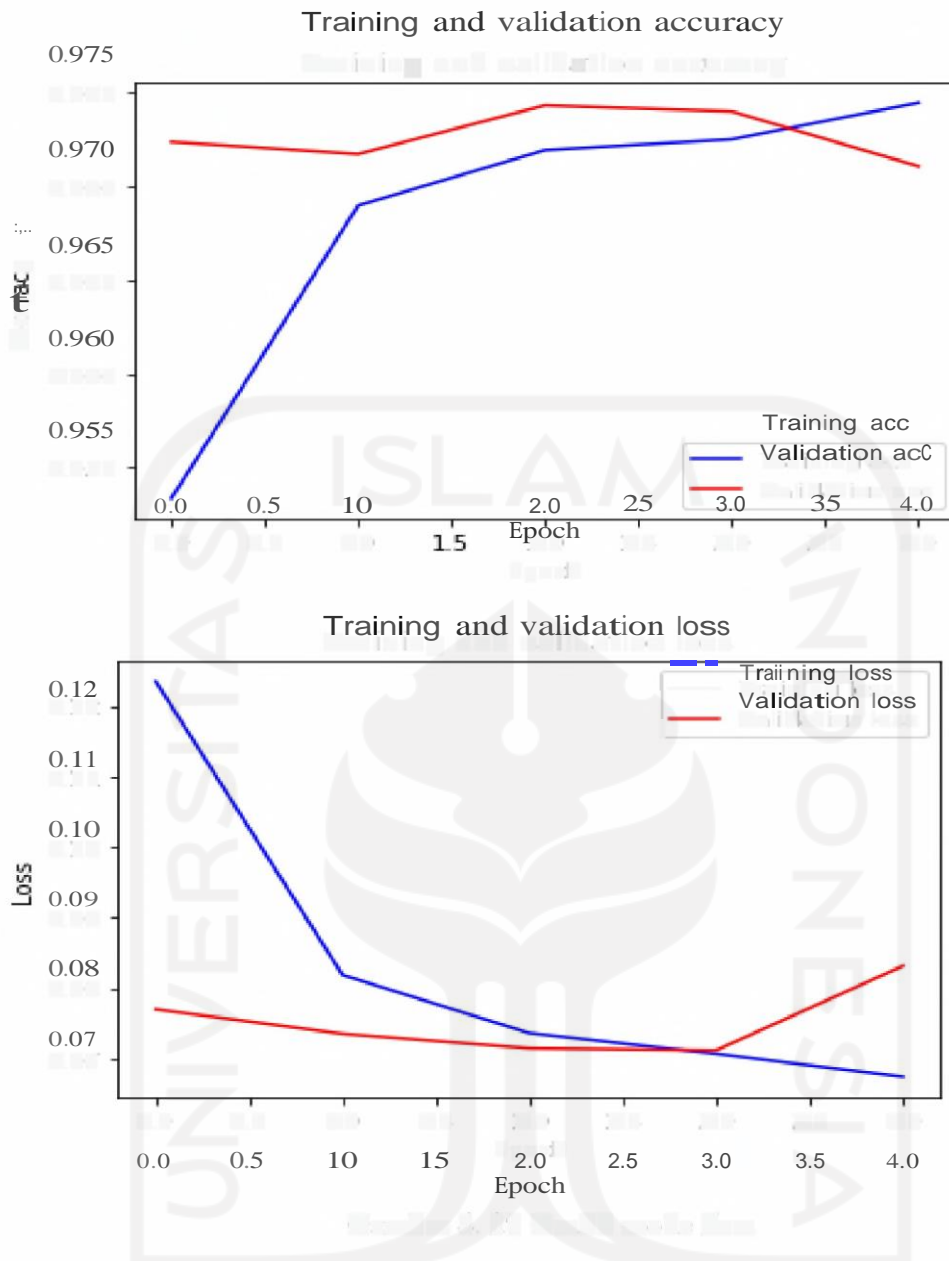 Training and validation accuracy
0.975
0.970
0.965
0.960
0.955
Training acc
Validation acC
0.0 0.5 10 2.0 25 3.0 35 4.0
1.5
Epoch
Training and validation loss
Traiining loss
Validation loss
0.12
0.11
0.10
0.09
0.08
0.07
Loss
0.0 0.5 10 15 2.0 2.5 3.0 3.5 4.0
Epoch
UNIVERSITAS
ISLAM
INDONESIA